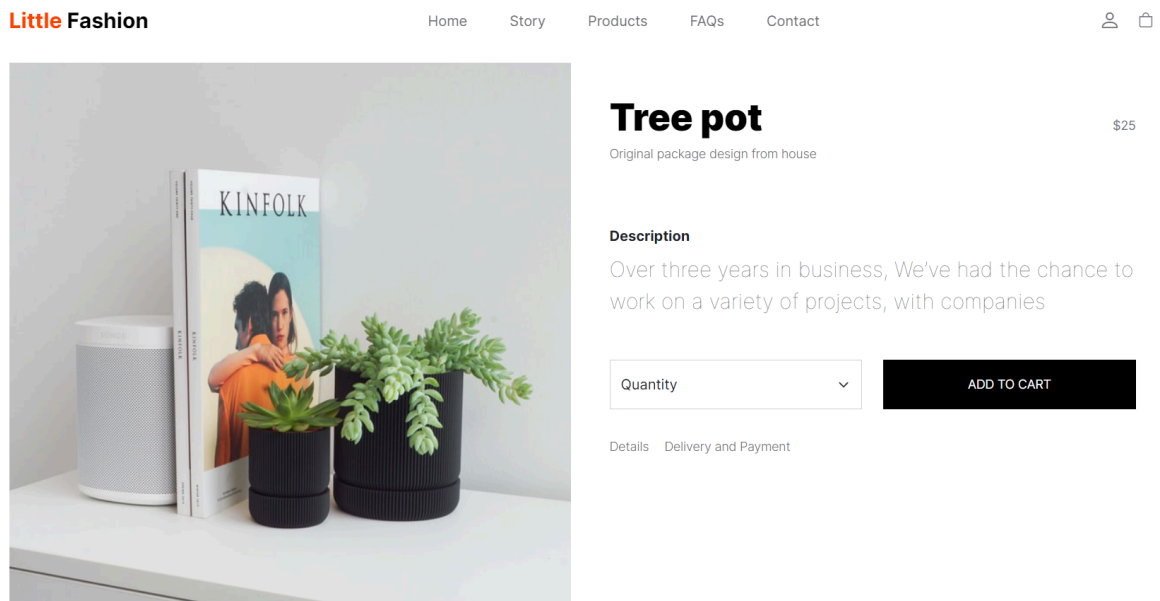 Little Fashion
Home Story Products FAQs Contact
KINFOLK
Tree pot
$25
Original package design from house
Description
Over three years in business, We’ve had the chance to
work on a variety of projects, with companies
Quantity
ADD TO CART
Details Delivery and Payment